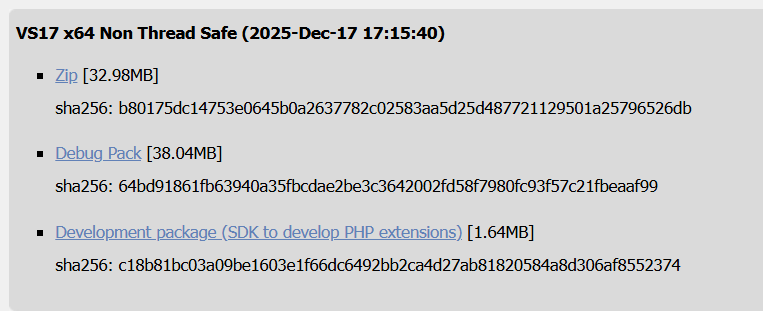 VS17 x64 Non Thread Safe (2025-Dec-17 17:15:40)
Zip [32.98MB]
sha256: b80175dc14753e0645b0a2637782c02583aa5d25d487721129501a25796526db
Debug Pack [38.04MB]
sha256: 64bd91861fb63940a35fbcdae2be3c3642002fd58f7980fc93f57c21fbeaaf99
Development package (SDK to develop PHP extensions) [1.64MB]
sha256: c18b81bc03a09be1603e1f66dc6492bb2ca4d27ab81820584a8d306af8552374